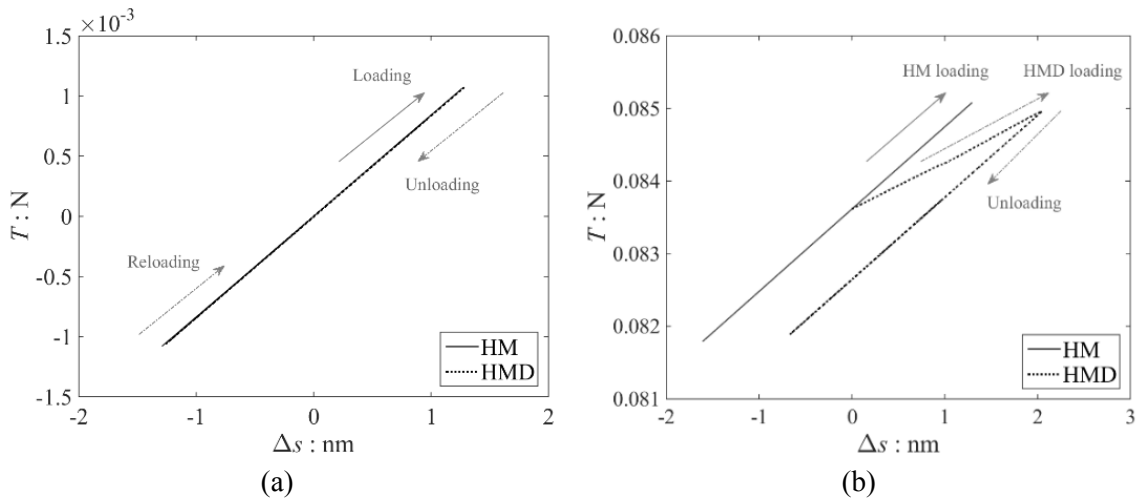 ×10⁻³
1.5
1
0.5
0
-0.5
-1
-1.5
T : N
Loading
Unloading
Reloading
HM
HMD
-2
-1
0
1
2
Δs : nm
(a)
0.086
0.085
0.084
0.083
0.082
0.081
T : N
HM loading
HMD loading
Unloading
HM
HMD
-2
-1
0
1
2
3
Δs : nm
(b)